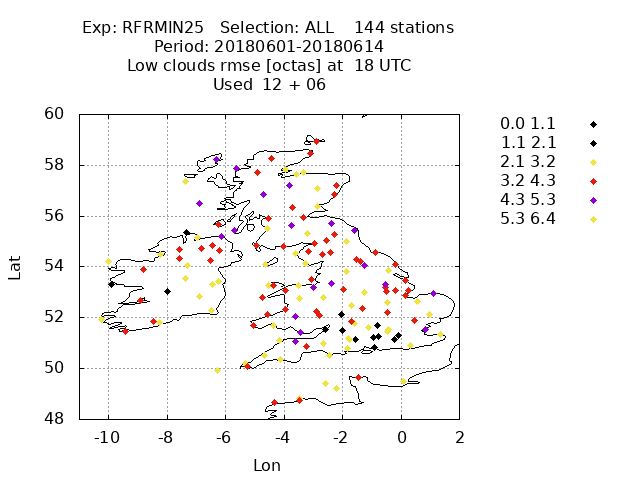 Exp: RFRMIN25   Selection: ALL    144 stations
Period: 20180601-20180614
Low clouds rmse [octas] at  18 UTC
Used  12 + 06
60
58
56
54
52
50
48
Lat
-10 -8 -6 -4 -2 0 2
Lon
0.0 1.1
1.1 2.1
2.1 3.2
3.2 4.3
4.3 5.3
5.3 6.4